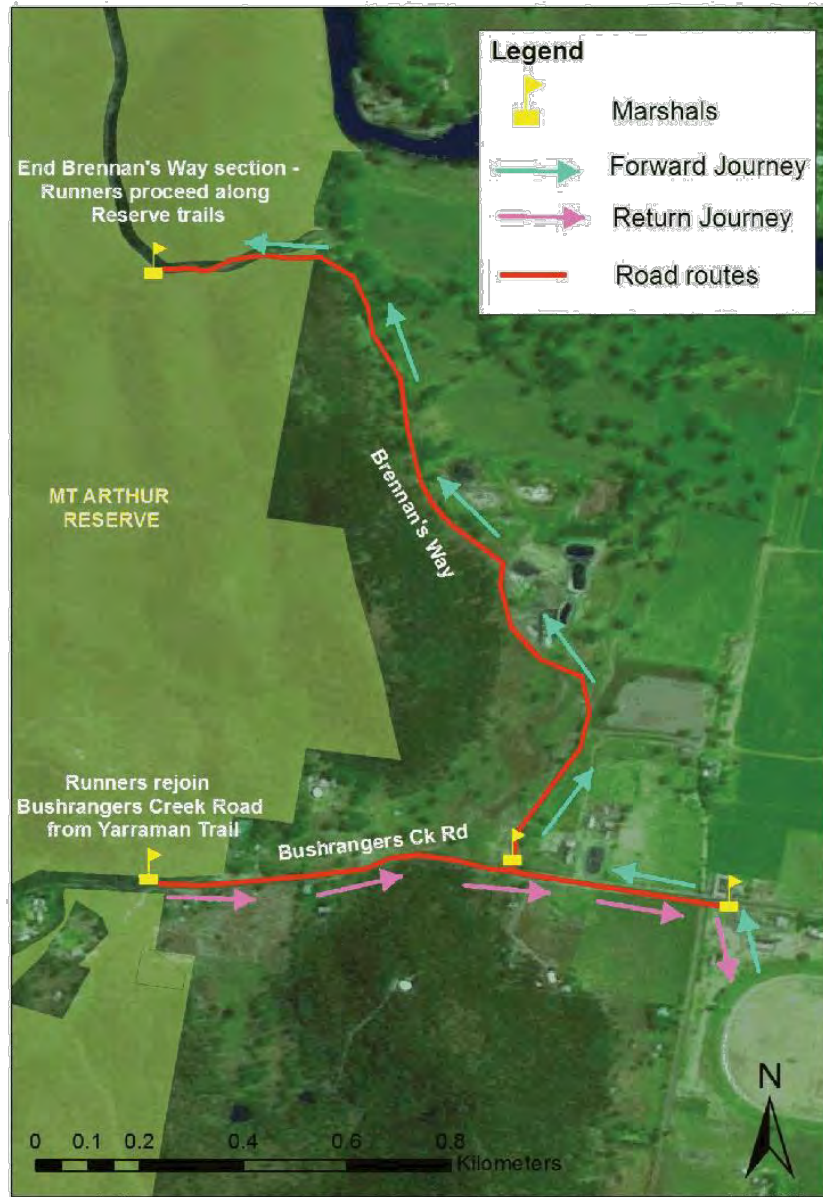 Legend
Marshals
Forward Journey
Return Journey
Road routes
End Brennan's Way section -
Runners proceed along
Reserve trails
Brennan's Way
MT ARTHUR
RESERVE
Runners rejoin
Bushrangers Creek Road
from Yarraman Trail
Bushrangers Ck Rd
N
0 0.1 0.2 0.4 0.6 0.8
Kilometers